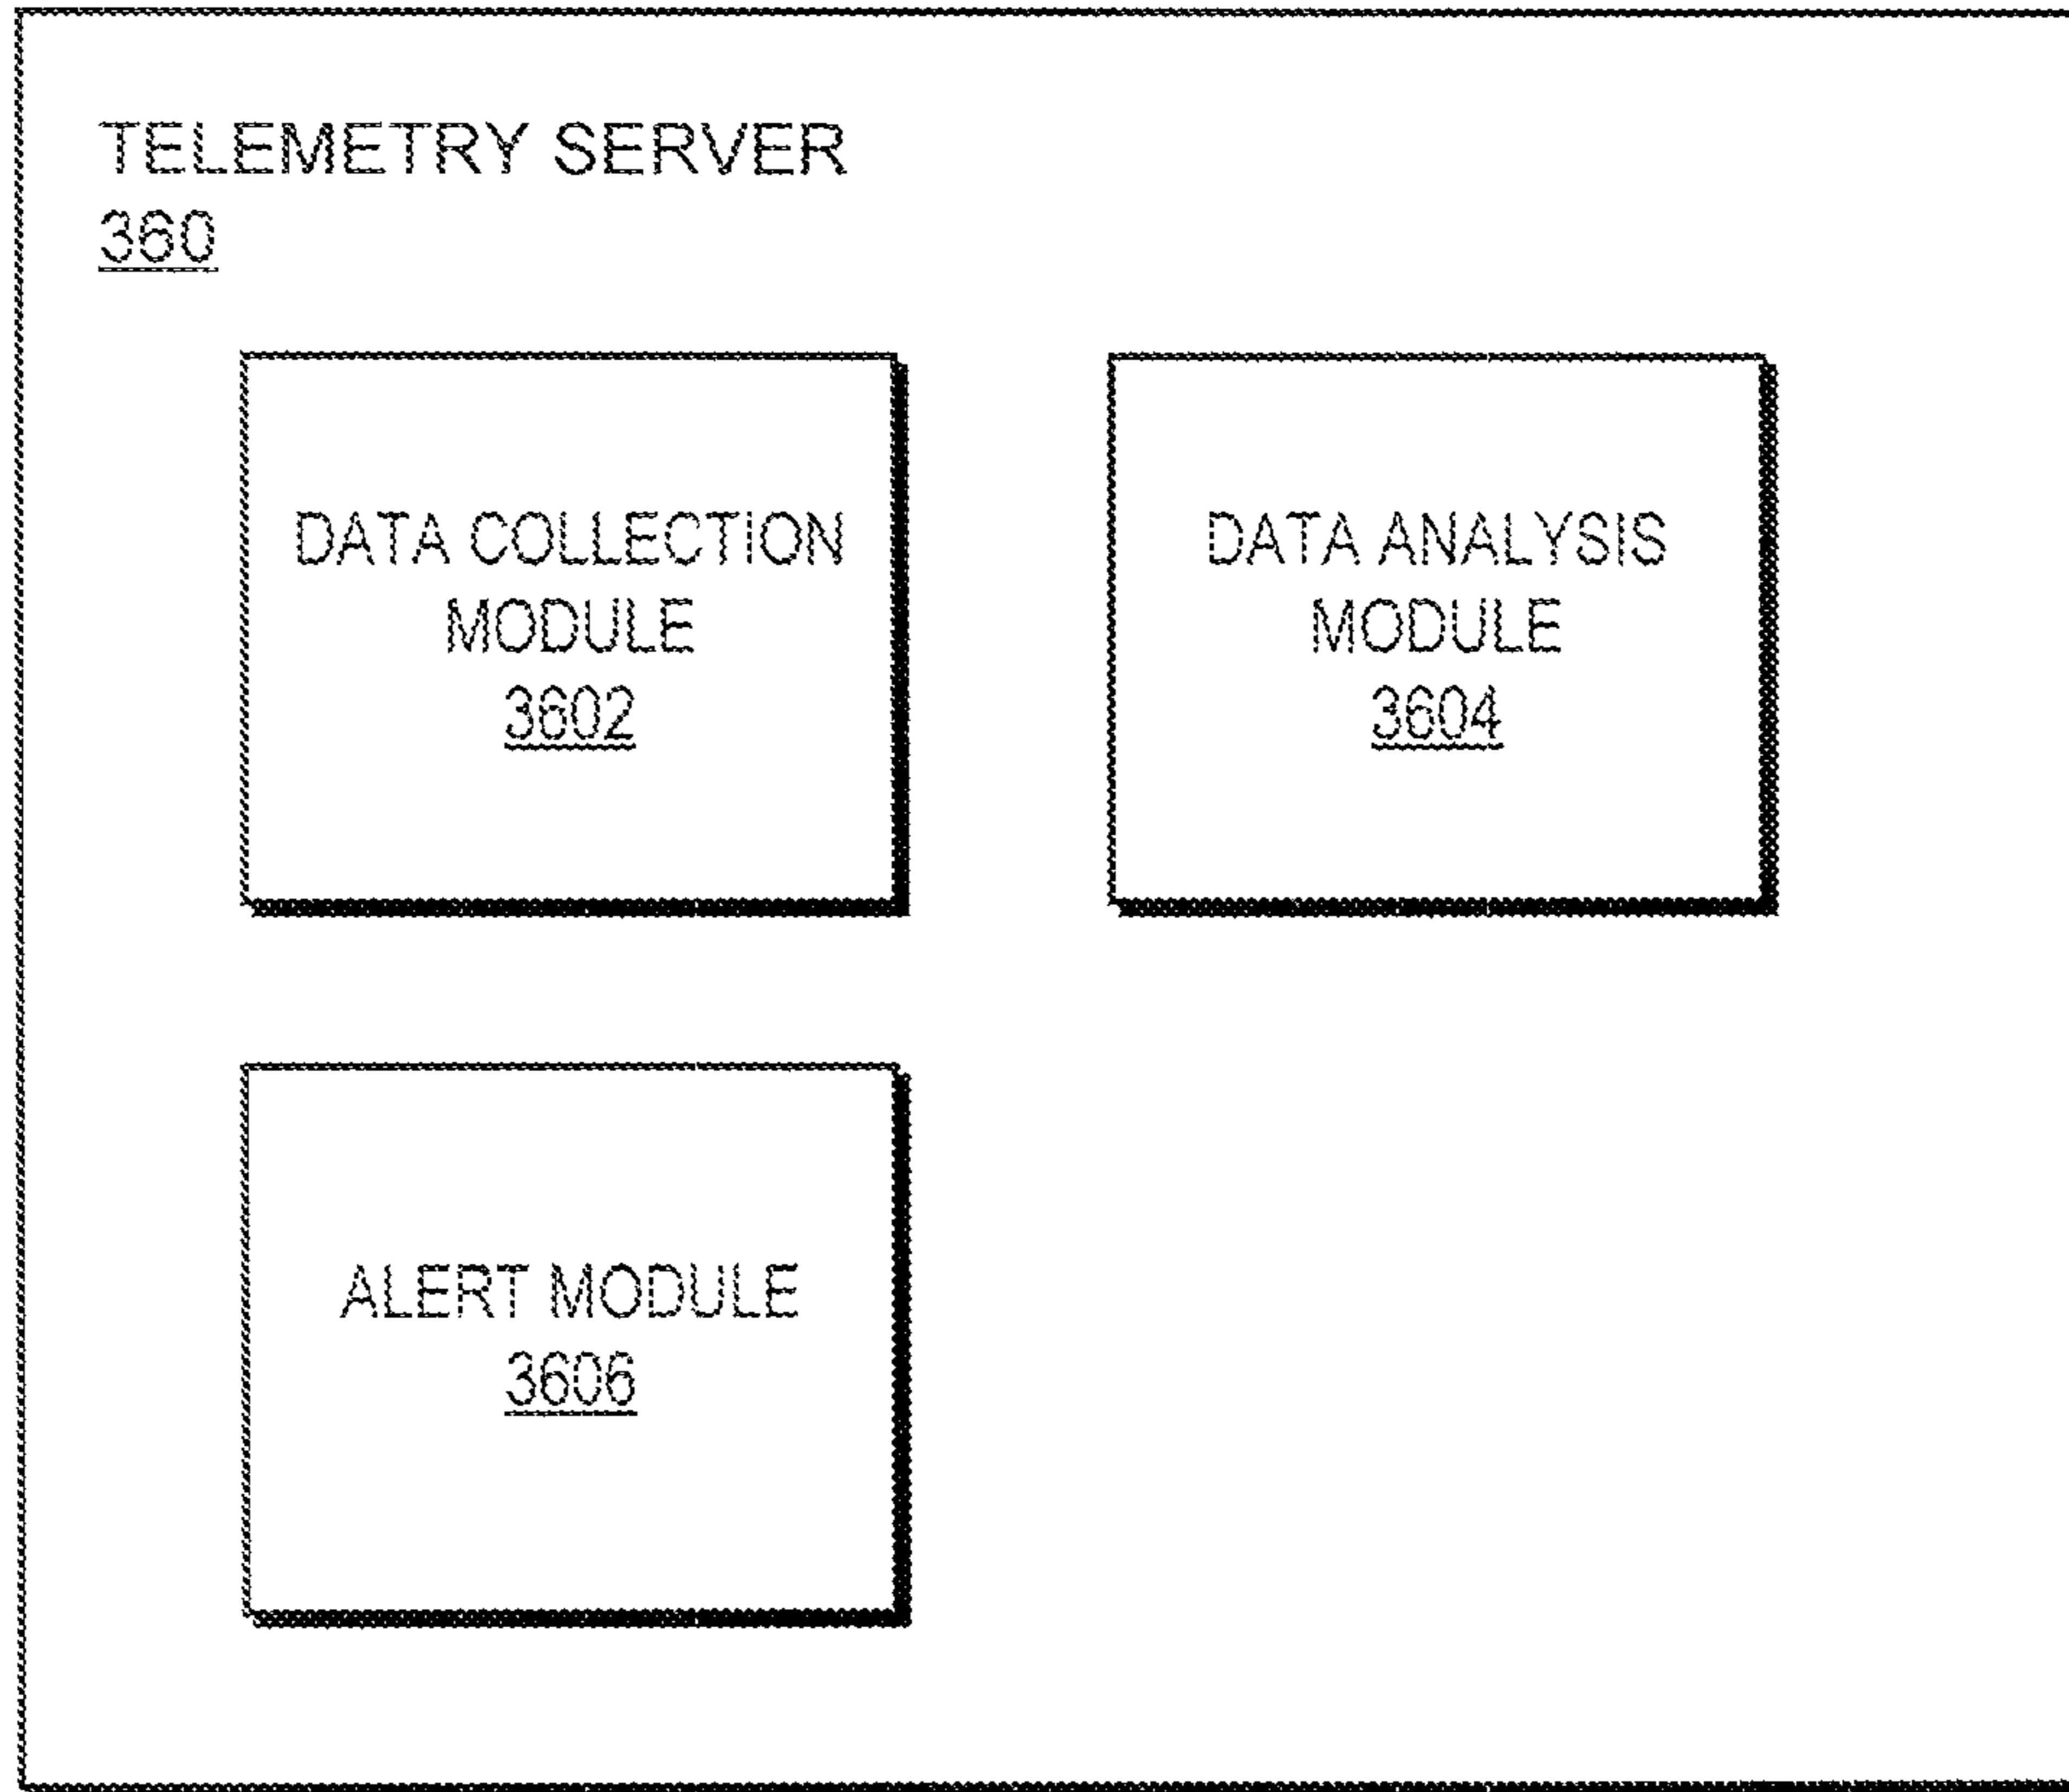 TELEMETRY SERVER
360
DATA COLLECTION
MODULE
3602
DATA ANALYSIS
MODULE
3604
ALERT MODULE
3606